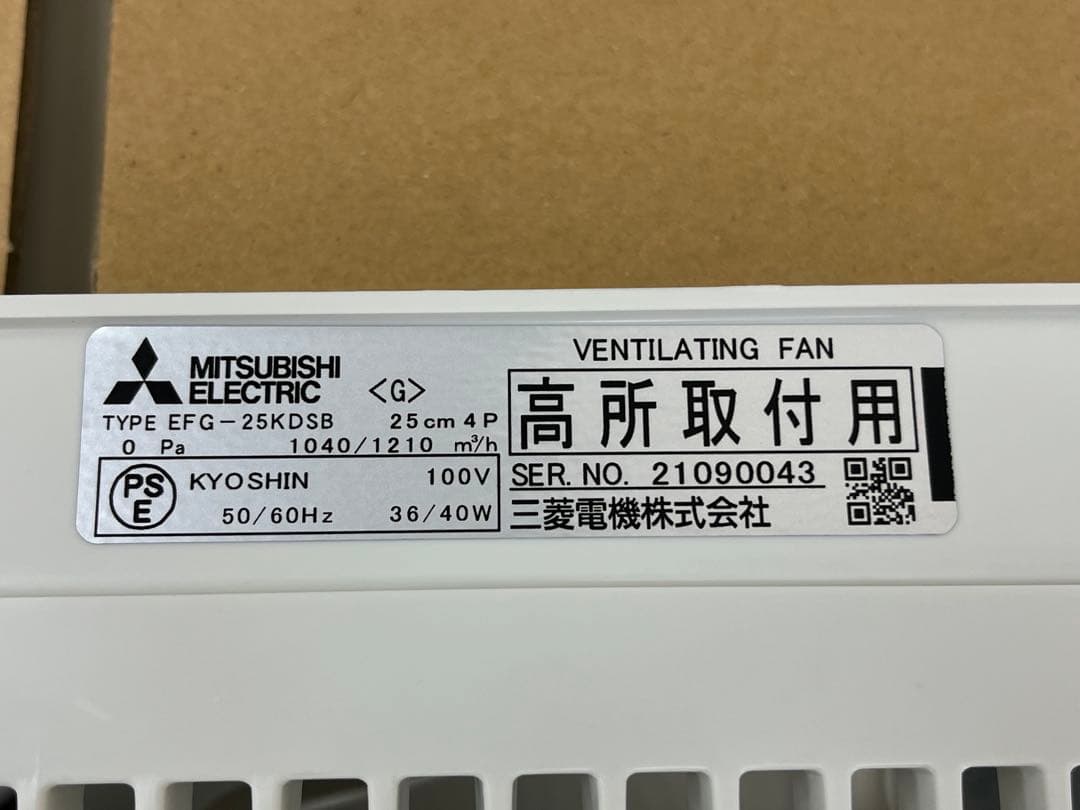 MITSUBISHI
ELECTRIC <G>
TYPE EFG-25KDSB 25cm 4P
0 Pa 1040/1210 m³/h
PS
E
KYOSHIN 100V
50/60Hz 36/40W
VENTILATING FAN
高所取付用
SER. NO. 21090043
三菱電機株式会社